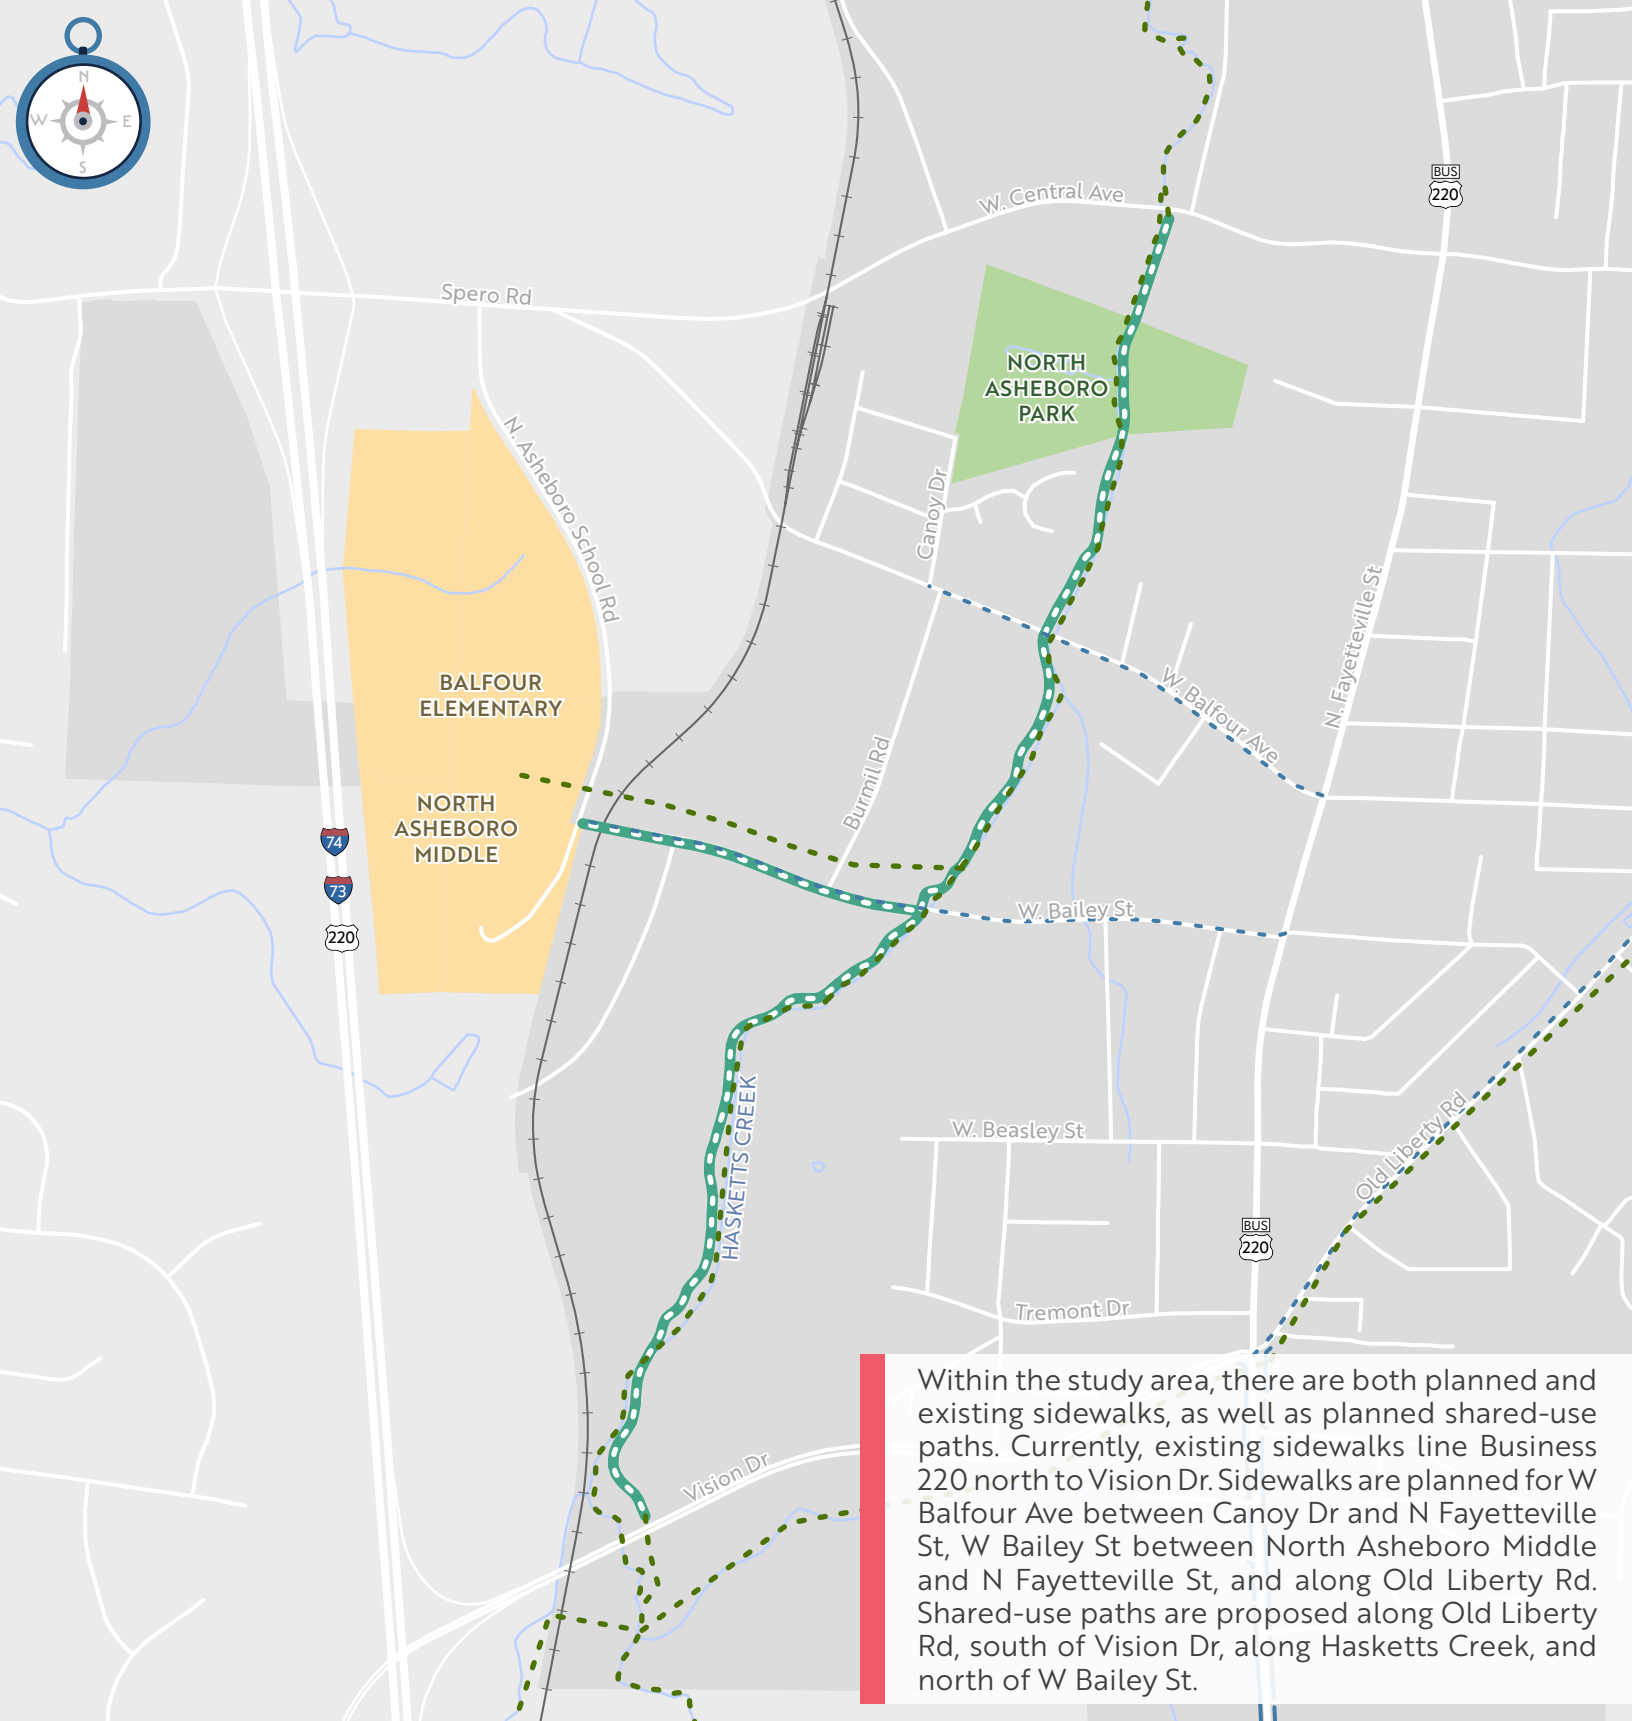 N
W
E
S
BUS
220
W. Central Ave
Spero Rd
NORTH
ASHEBORO
PARK
N. Asheboro School Rd
Canoy Dr
N. Fayetteville St
BALFOUR
ELEMENTARY
W. Balfour Ave
Burmil Rd
NORTH
ASHEBORO
MIDDLE
74
73
220
W. Bailey St
HASKETTS CREEK
W. Beasley St
Old Liberty Rd
BUS
220
Tremont Dr
Vision Dr
Within the study area, there are both planned and
existing sidewalks, as well as planned shared-use
paths. Currently, existing sidewalks line Business
220 north to Vision Dr. Sidewalks are planned for W
Balfour Ave between Canoy Dr and N Fayetteville
St, W Bailey St between North Asheboro Middle
and N Fayetteville St, and along Old Liberty Rd.
Shared-use paths are proposed along Old Liberty
Rd, south of Vision Dr, along Hasketts Creek, and
north of W Bailey St.